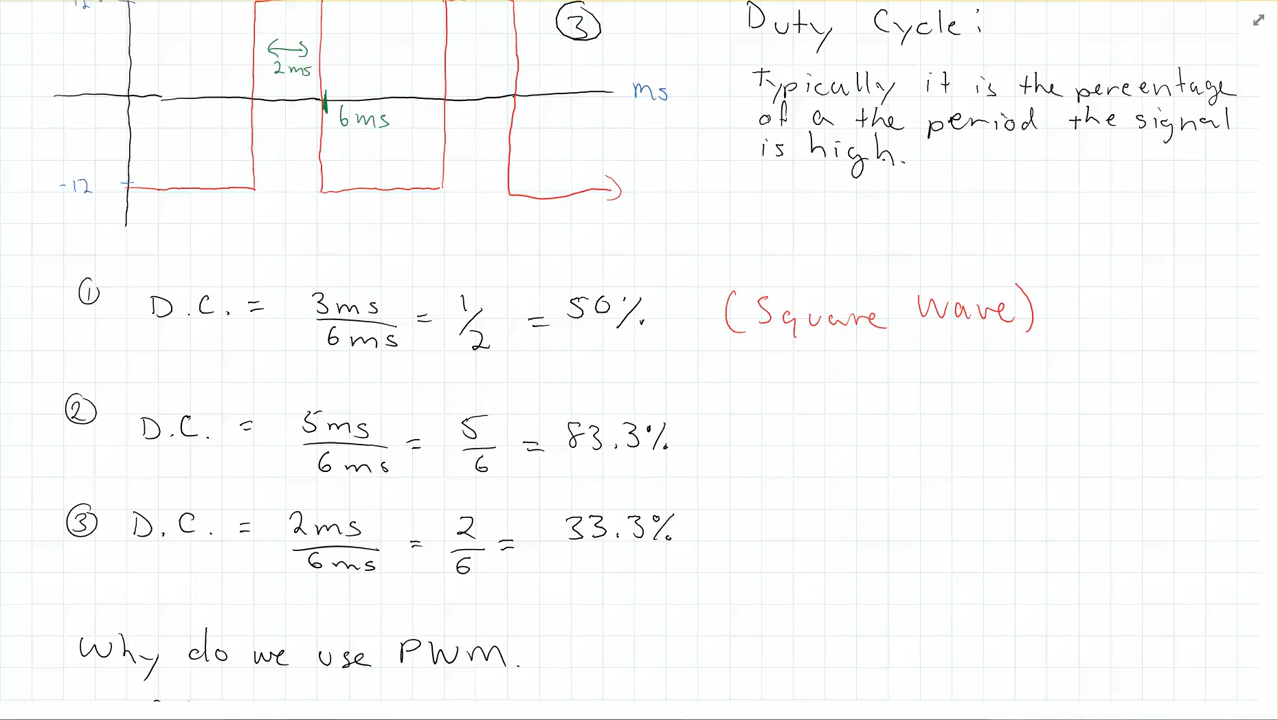 12
③
Duty Cycle:
2ms
typically it is the percentage
ms
6ms
of a the period the signal
is high.
-12
① D.C. = 3ms/6ms = 1/2 = 50% (Square Wave)
② D.C. = 5ms/6ms = 5/6 = 83.3%
③ D.C. = 2ms/6ms = 2/6 = 33.3%
Why do we use PWM.